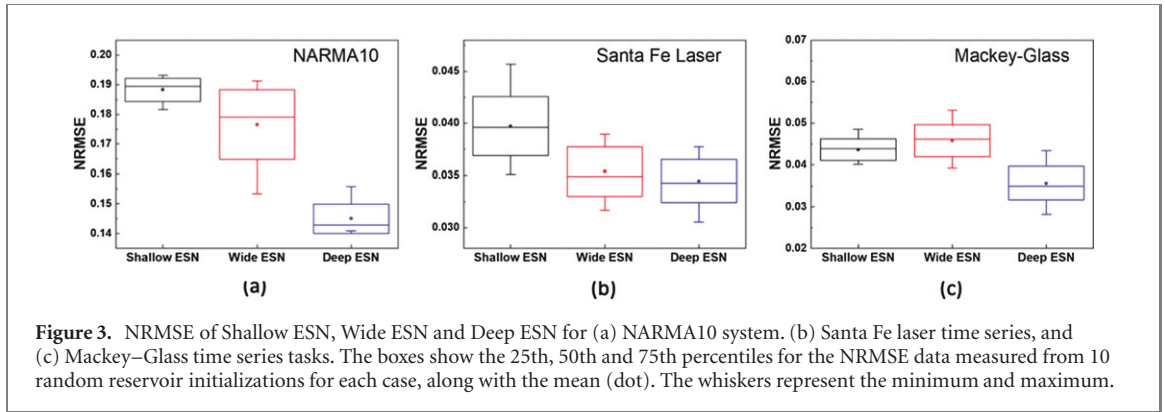 NARMA10
0.20
0.19
0.18
0.17
0.16
0.15
0.14
NRMSE
Shallow ESN Wide ESN Deep ESN
(a)
Santa Fe Laser
0.045
0.040
0.035
0.030
NRMSE
Shallow ESN Wide ESN Deep ESN
(b)
Mackey-Glass
0.07
0.06
0.05
0.04
0.03
0.02
NRMSE
Shallow ESN Wide ESN Deep ESN
(c)
Figure 3. NRMSE of Shallow ESN, Wide ESN and Deep ESN for (a) NARMA10 system. (b) Santa Fe laser time series, and
(c) Mackey–Glass time series tasks. The boxes show the 25th, 50th and 75th percentiles for the NRMSE data measured from 10
random reservoir initializations for each case, along with the mean (dot). The whiskers represent the minimum and maximum.